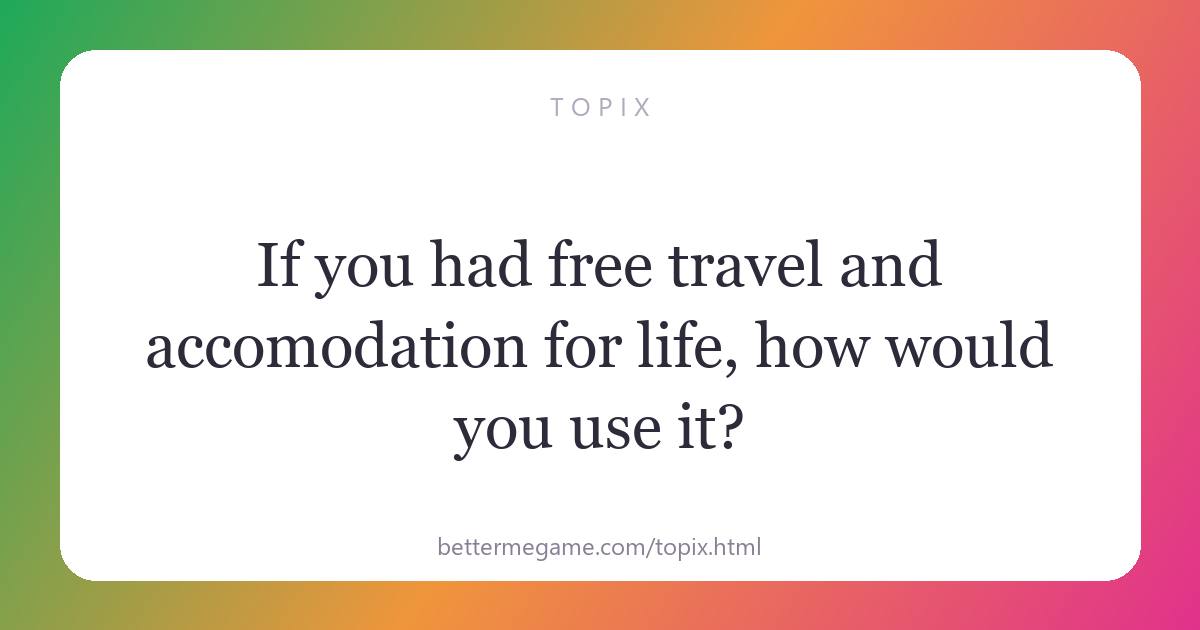 TOPIX
If you had free travel and
accomodation for life, how would
you use it?
bettermegame.com/topix.html